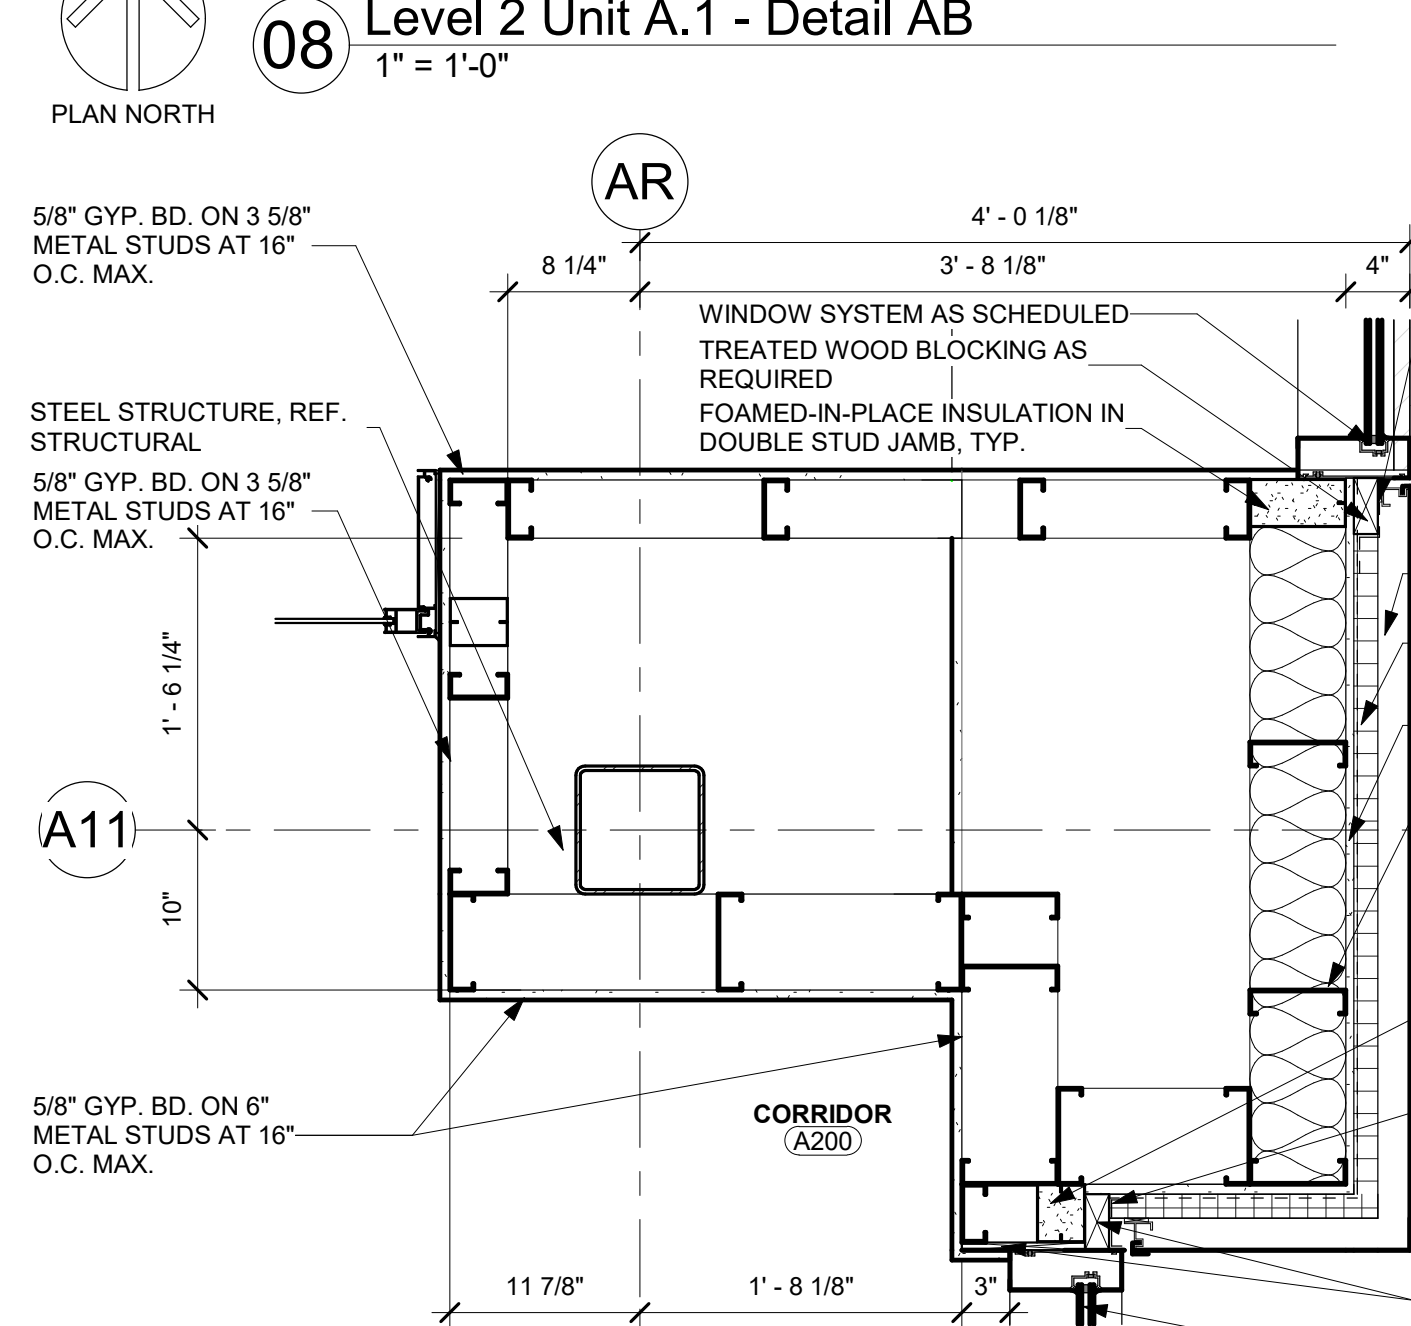 Level 2 Unit A.1 - Detail AB
08
1" = 1'-0"
PLAN NORTH
AR
5/8" GYP. BD. ON 3 5/8"
METAL STUDS AT 16"
O.C. MAX.
4' - 0 1/8"
8 1/4"
3' - 8 1/8"
4"
WINDOW SYSTEM AS SCHEDULED
TREATED WOOD BLOCKING AS
REQUIRED
FOAMED-IN-PLACE INSULATION IN
DOUBLE STUD JAMB, TYP.
STEEL STRUCTURE, REF.
STRUCTURAL
5/8" GYP. BD. ON 3 5/8"
METAL STUDS AT 16"
O.C. MAX.
1' - 6 1/4"
A11
10"
5/8" GYP. BD. ON 6"
METAL STUDS AT 16"
O.C. MAX.
CORRIDOR
A200
11 7/8"
1' - 8 1/8"
3"